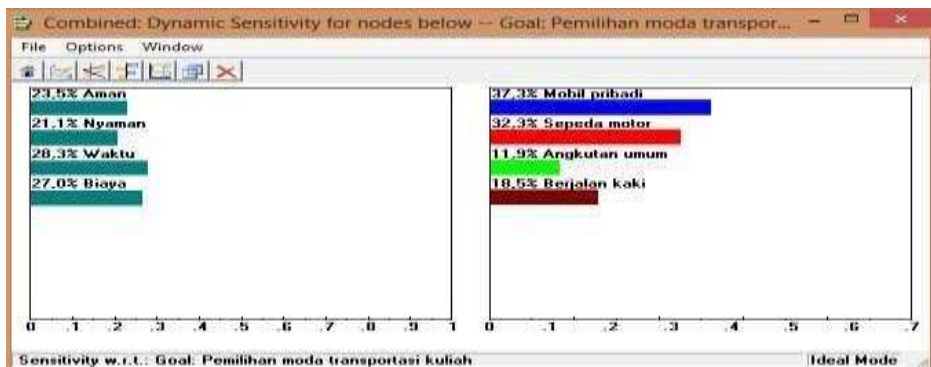 Combined: Dynamic Sensitivity for nodes below -- Goal: Pemilihan moda transpor...
File Options Window
23,5% Aman
21,1% Nyaman
28,3% Waktu
27,0% Biaya
0 .1 .2 .3 .4 .5 .6 .7 .8 .9 1
37,3% Mobil pribadi
32,3% Sepeda motor
11,9% Angkutan umum
18,5% Berjalan kaki
0 .1 .2 .3 .4 .5 .6 .7
Sensitivity w.r.t.: Goal: Pemilihan moda transportasi kuliah
Ideal Mode